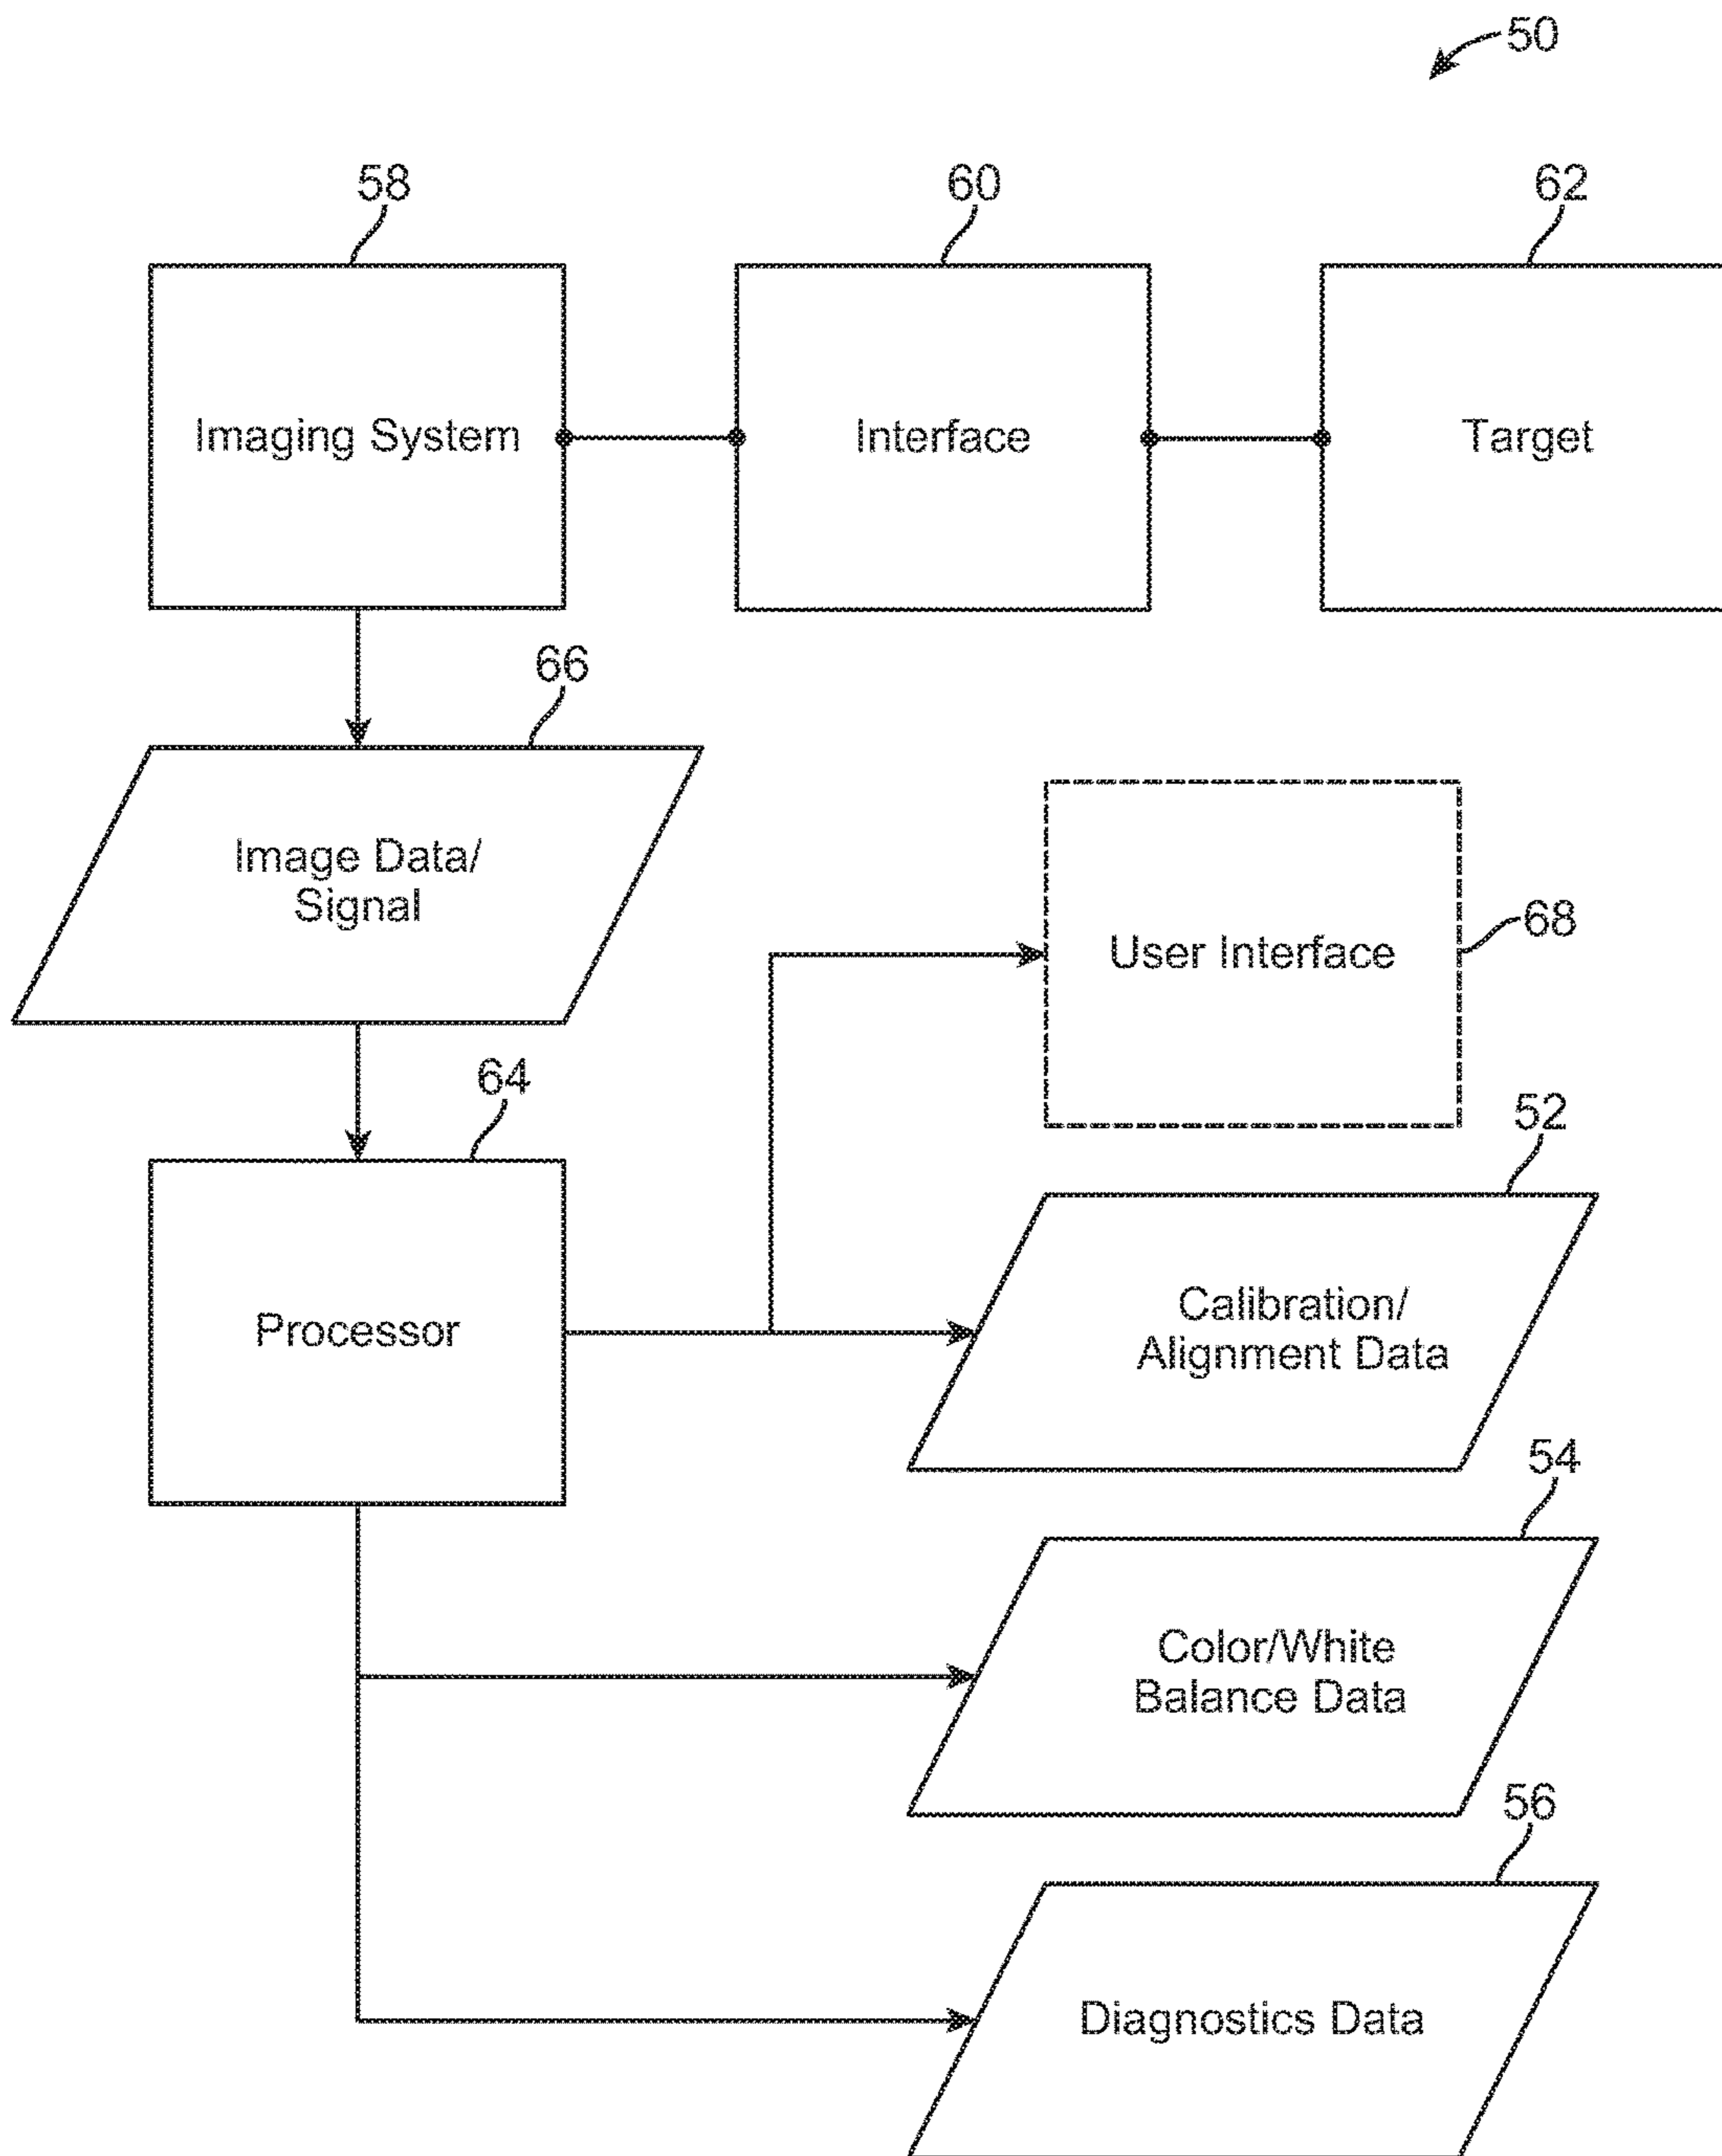 50
58
60
62
Imaging System
Interface
Target
66
Image Data/
Signal
User Interface
68
64
52
Processor
Calibration/
Alignment Data
54
Color/White
Balance Data
56
Diagnostics Data